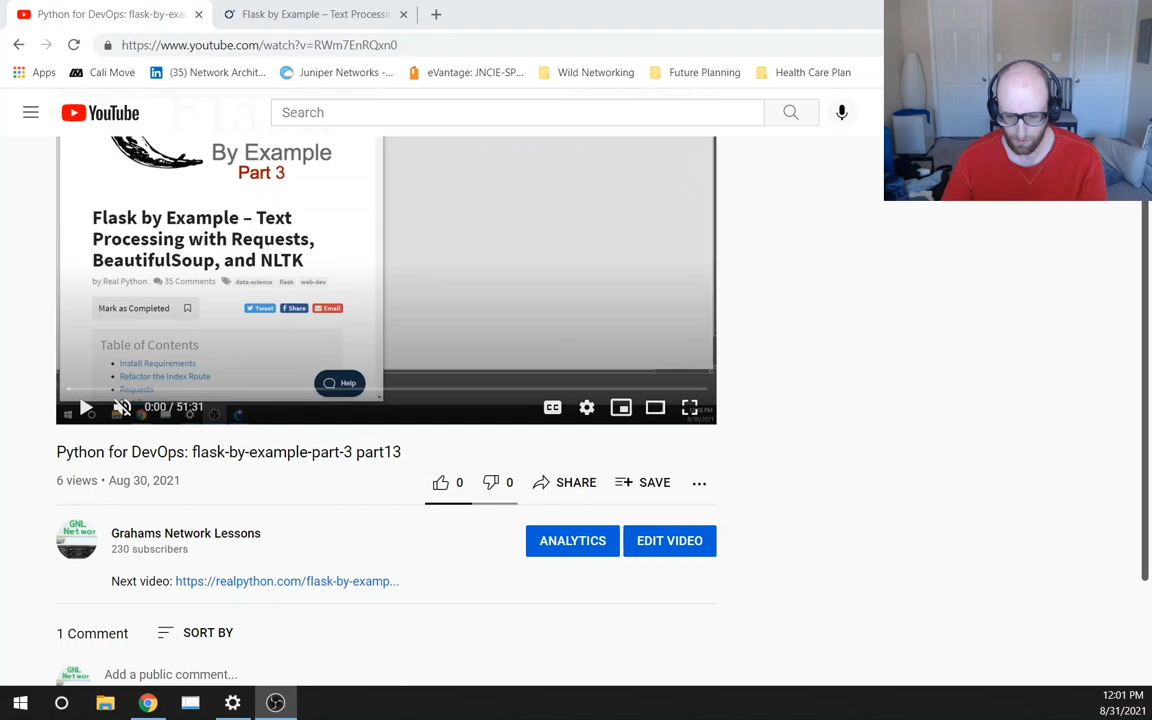 Python for DevOps: flask-by-exa
Flask by Example – Text Processin
https://www.youtube.com/watch?v=RWm7EnRQxn0
Apps
Cali Move
(35) Network Archit...
Juniper Networks -...
eVantage: JNCIE-SP...
Wild Networking
Future Planning
Health Care Plan
YouTube
Search
By Example
Part 3
Flask by Example – Text
Processing with Requests,
BeautifulSoup, and NLTK
by Real Python 35 Comments data-science flask web-dev
Mark as Completed
Tweet Share Email
Table of Contents
Install Requirements
Refactor the Index Route
Requests
Help
0:00 / 51:31
CC
Python for DevOps: flask-by-example-part-3 part13
6 views • Aug 30, 2021
0 0 SHARE SAVE
Grahams Network Lessons
230 subscribers
ANALYTICS EDIT VIDEO
Next video: https://realpython.com/flask-by-examp...
1 Comment SORT BY
Add a public comment...
GNL
Networ
12:01 PM
8/31/2021